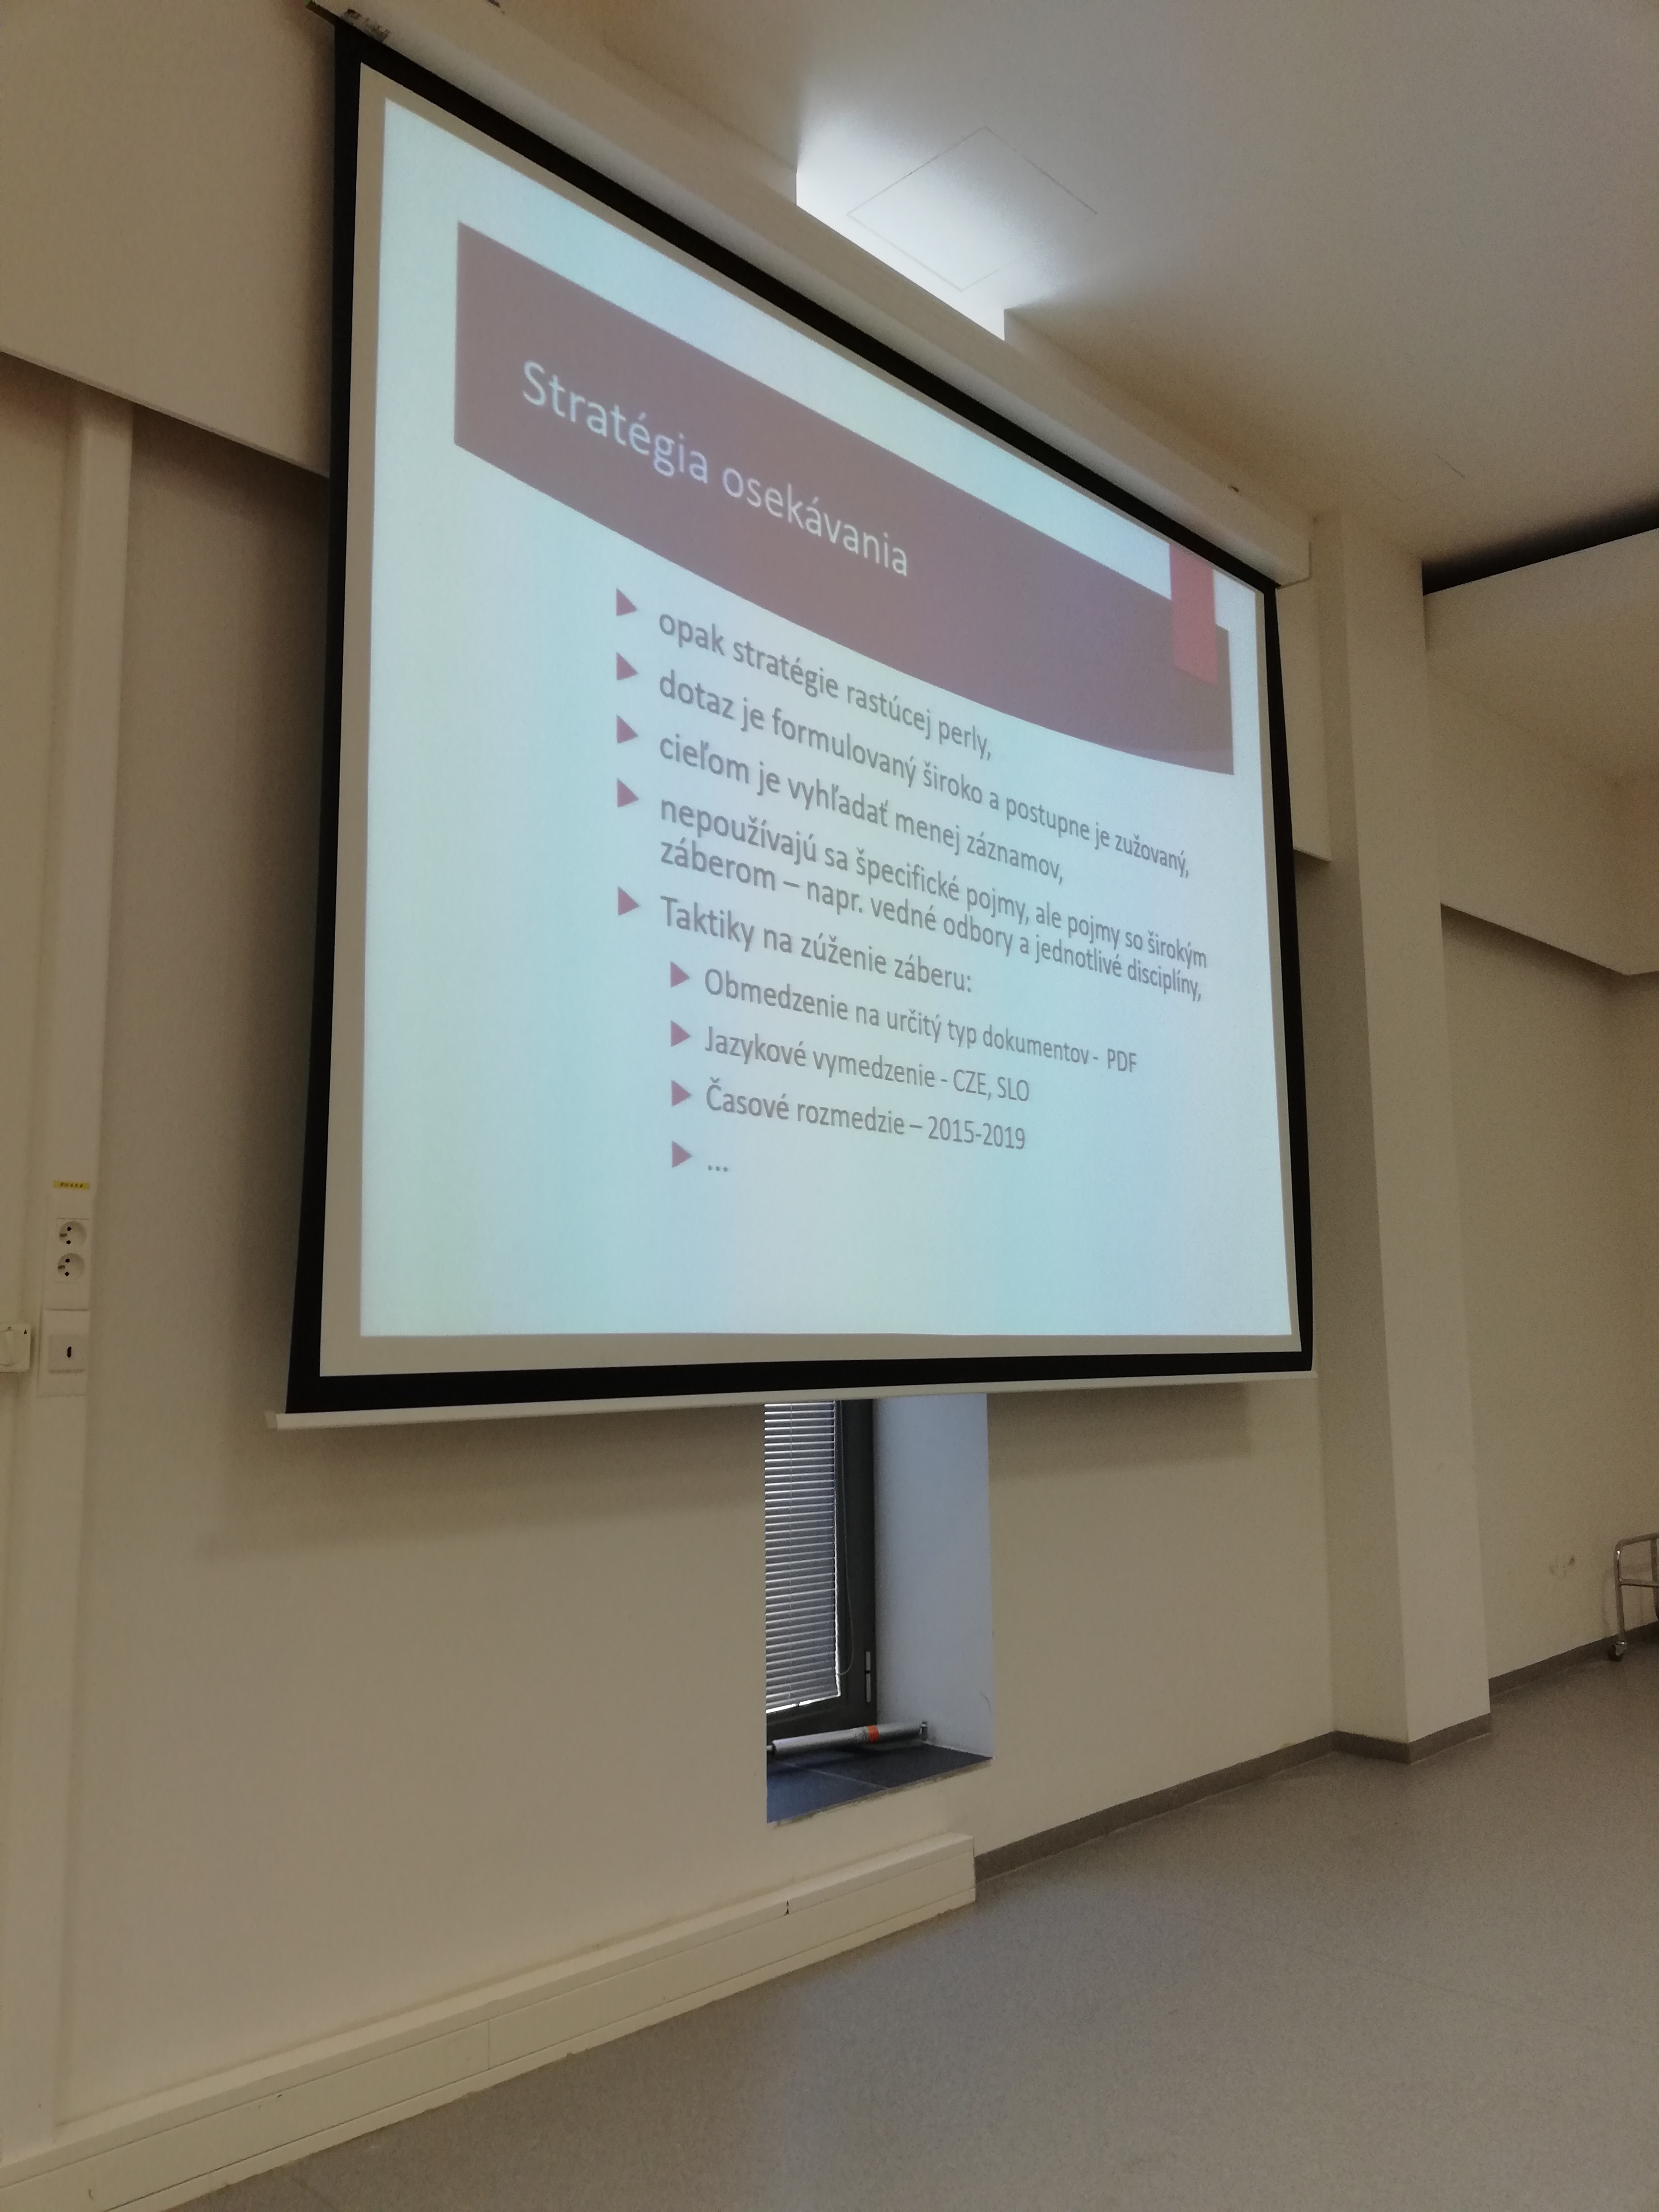 Stratégia osekávania
opak stratégie rastúcej perly,
dotaz je formulovaný široko a postupne je zužovaný,
cieľom je vyhľadať menej záznamov,
nepoužívajú sa špecifické pojmy, ale pojmy so širokým
záberom – napr. vedné odbory a jednotlivé disciplíny,
Taktiky na zúženie záberu:
Obmedzenie na určitý typ dokumentov - PDF
Jazykové vymedzenie - CZE, SLO
Časové rozmedzie – 2015-2019
...